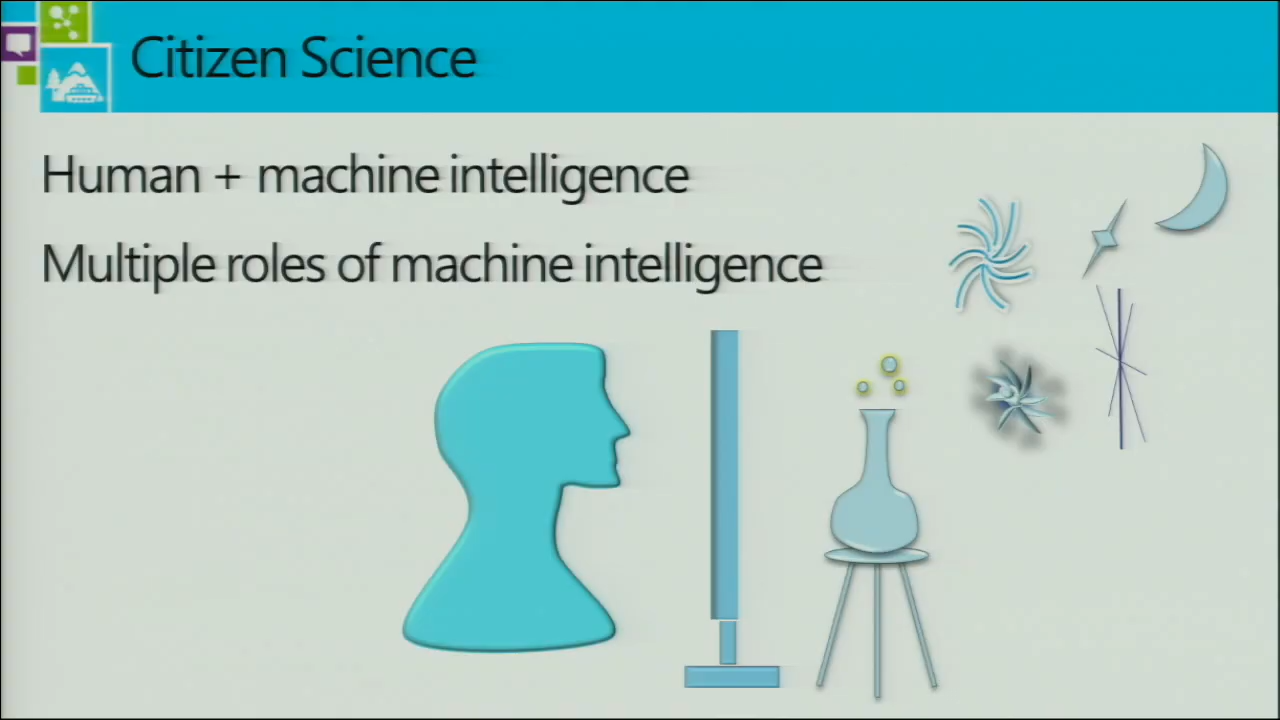 Citizen Science
Human + machine intelligence
Multiple roles of machine intelligence